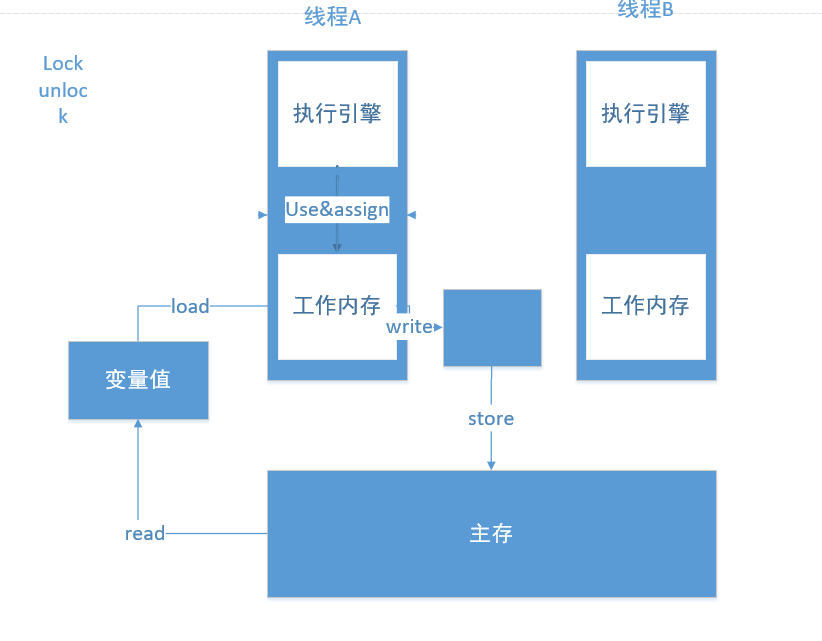 线程A
线程B
Lock
unloc
k
执行引擎
执行引擎
Use&assign
load
工作内存
工作内存
write
变量值
store
read
主存